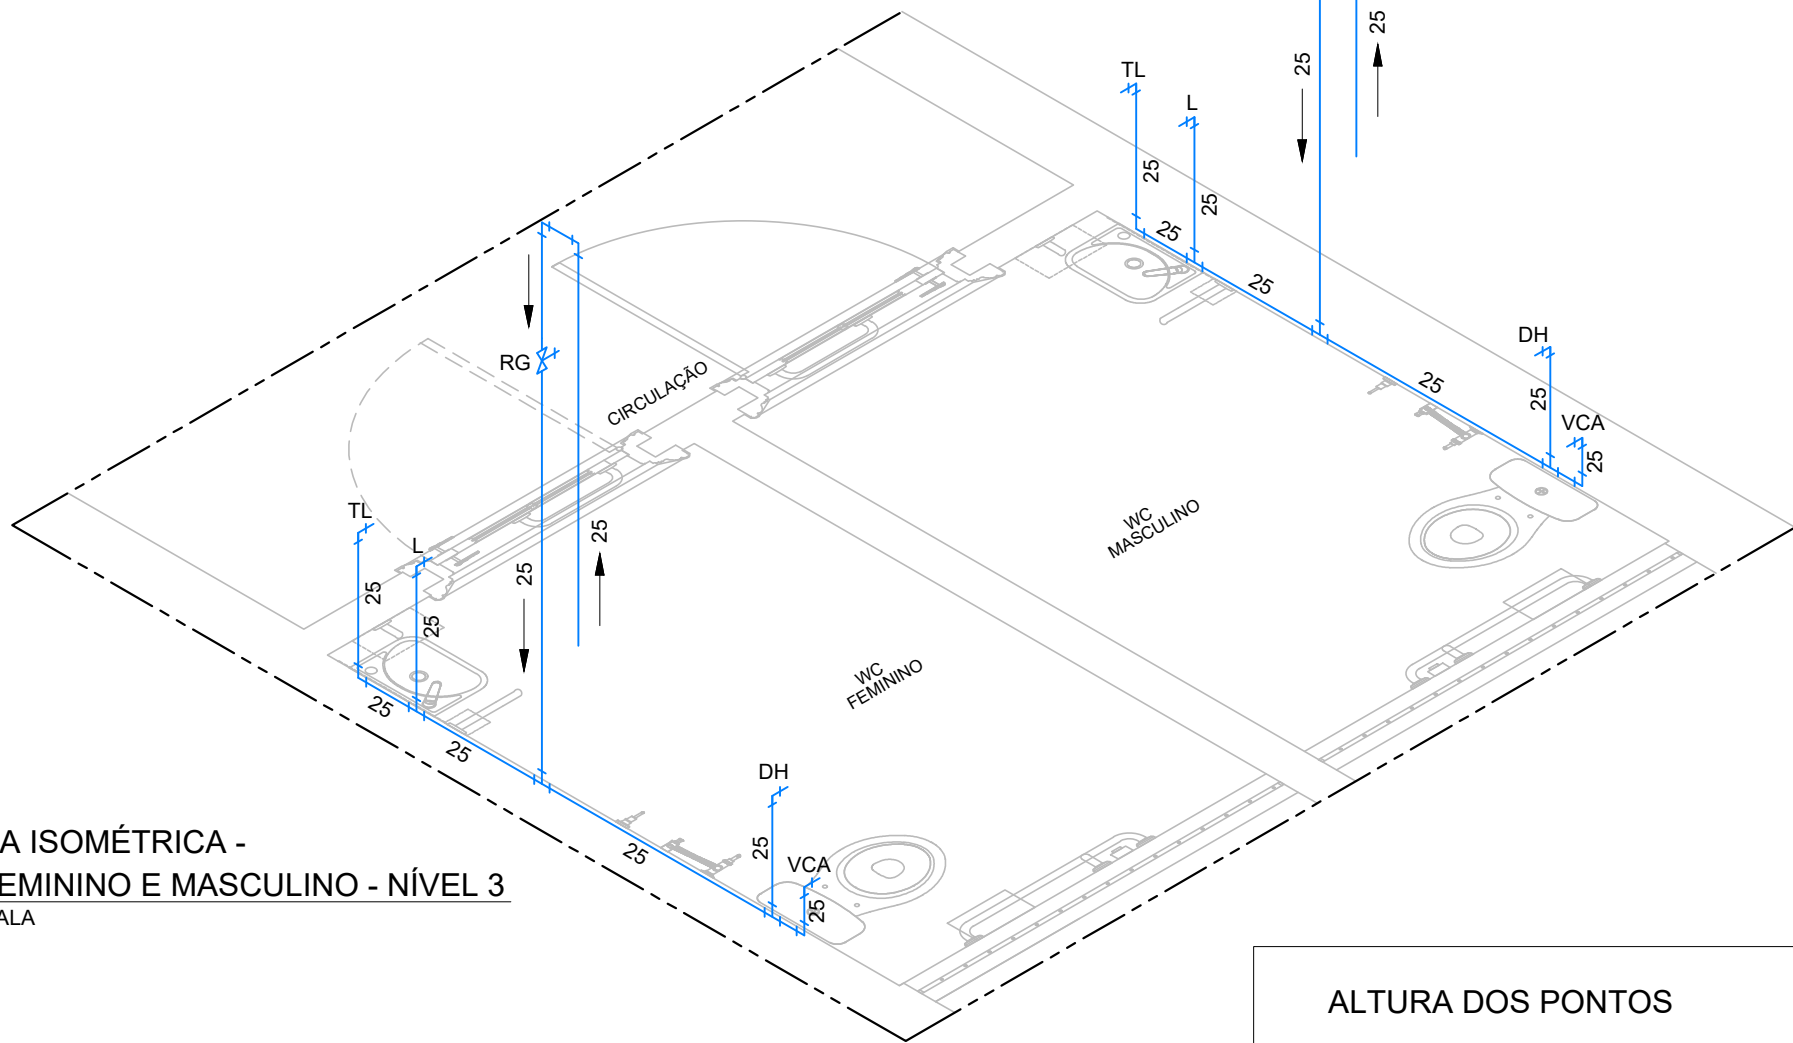 25
25
TL
L
25
25
25
25
DH
RG
25
CIRCULAÇÃO
25
VCA
25
TL
WC
MASCULINO
25
L
25
25
25
WC
FEMININO
25
25
DH
A ISOMÉTRICA -
25
25
VCA
EMININO E MASCULINO - NÍVEL 3
25
ALA
ALTURA DOS PONTOS